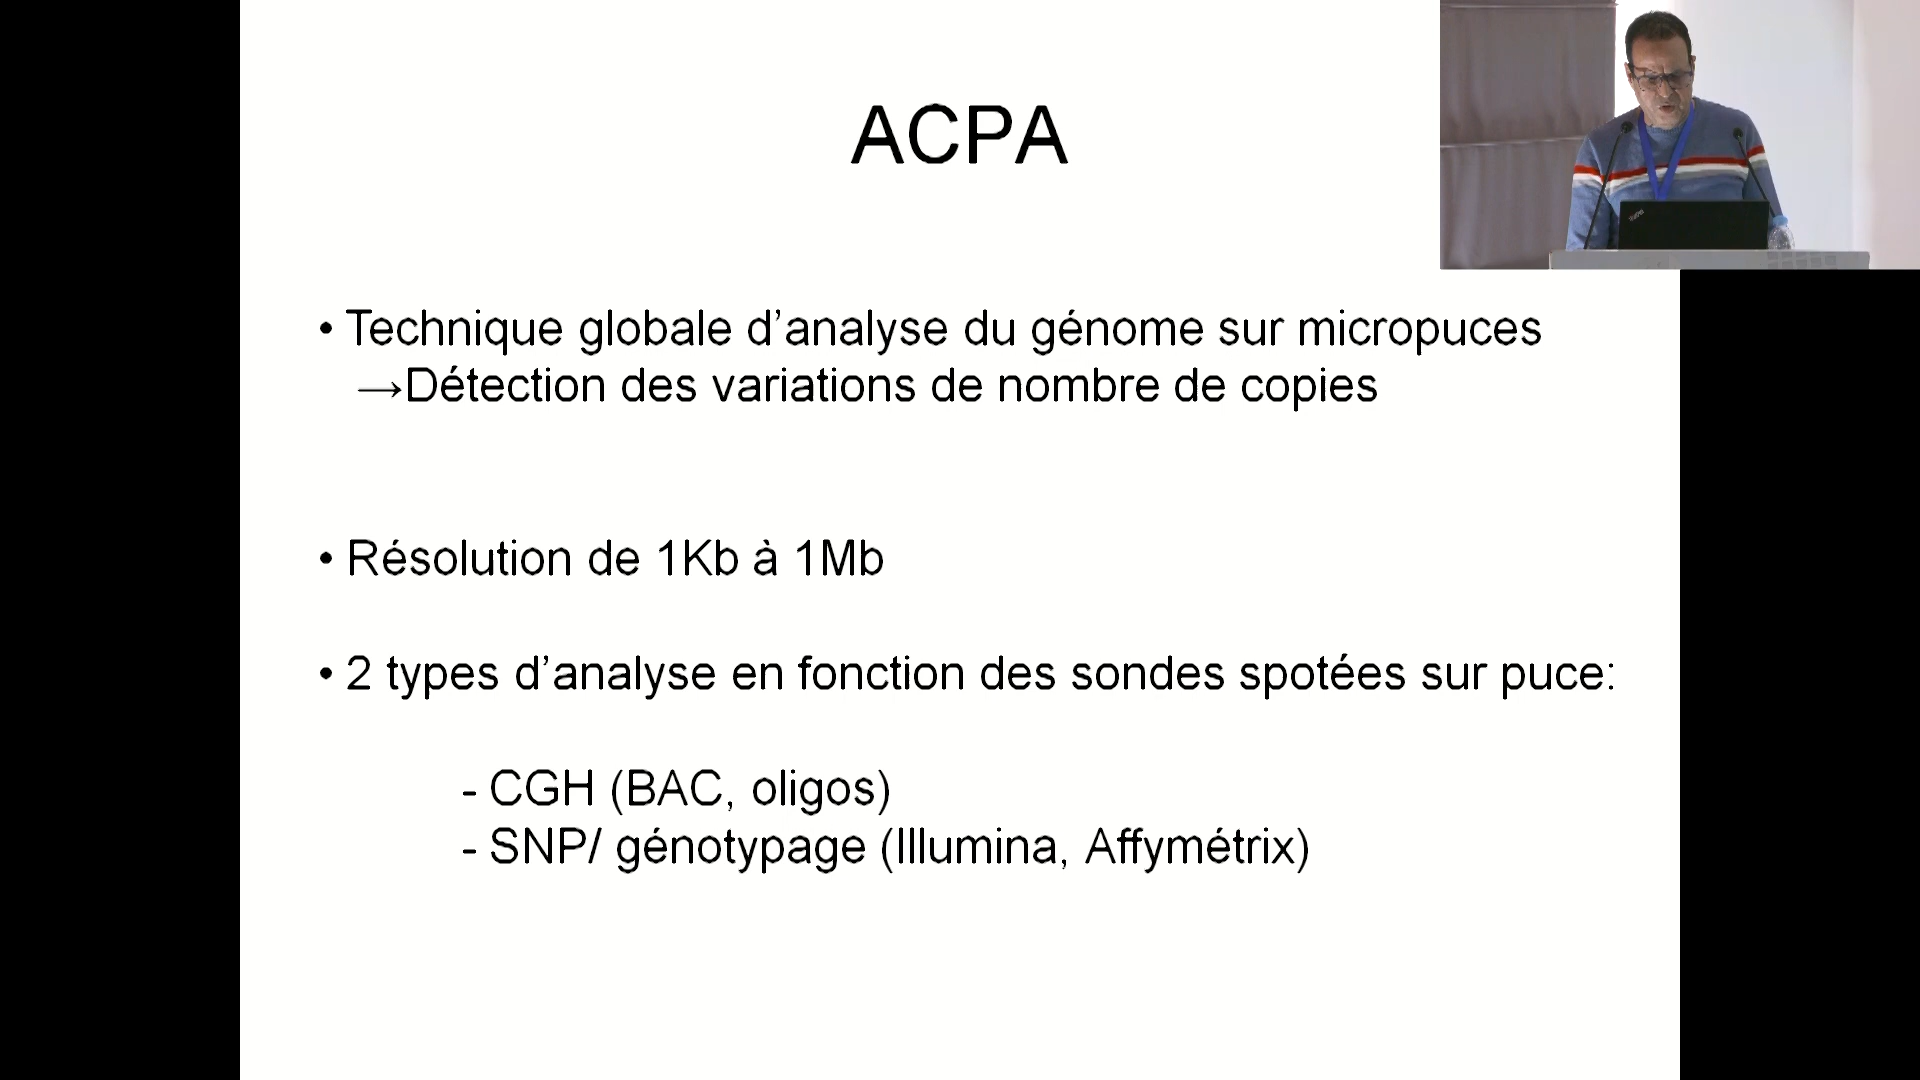 ACPA
• Technique globale d’analyse du génome sur micropuces
→Détection des variations de nombre de copies
• Résolution de 1Kb à 1Mb
• 2 types d’analyse en fonction des sondes spotées sur puce:
- CGH (BAC, oligos)
- SNP/ génotypage (Illumina, Affymétrix)